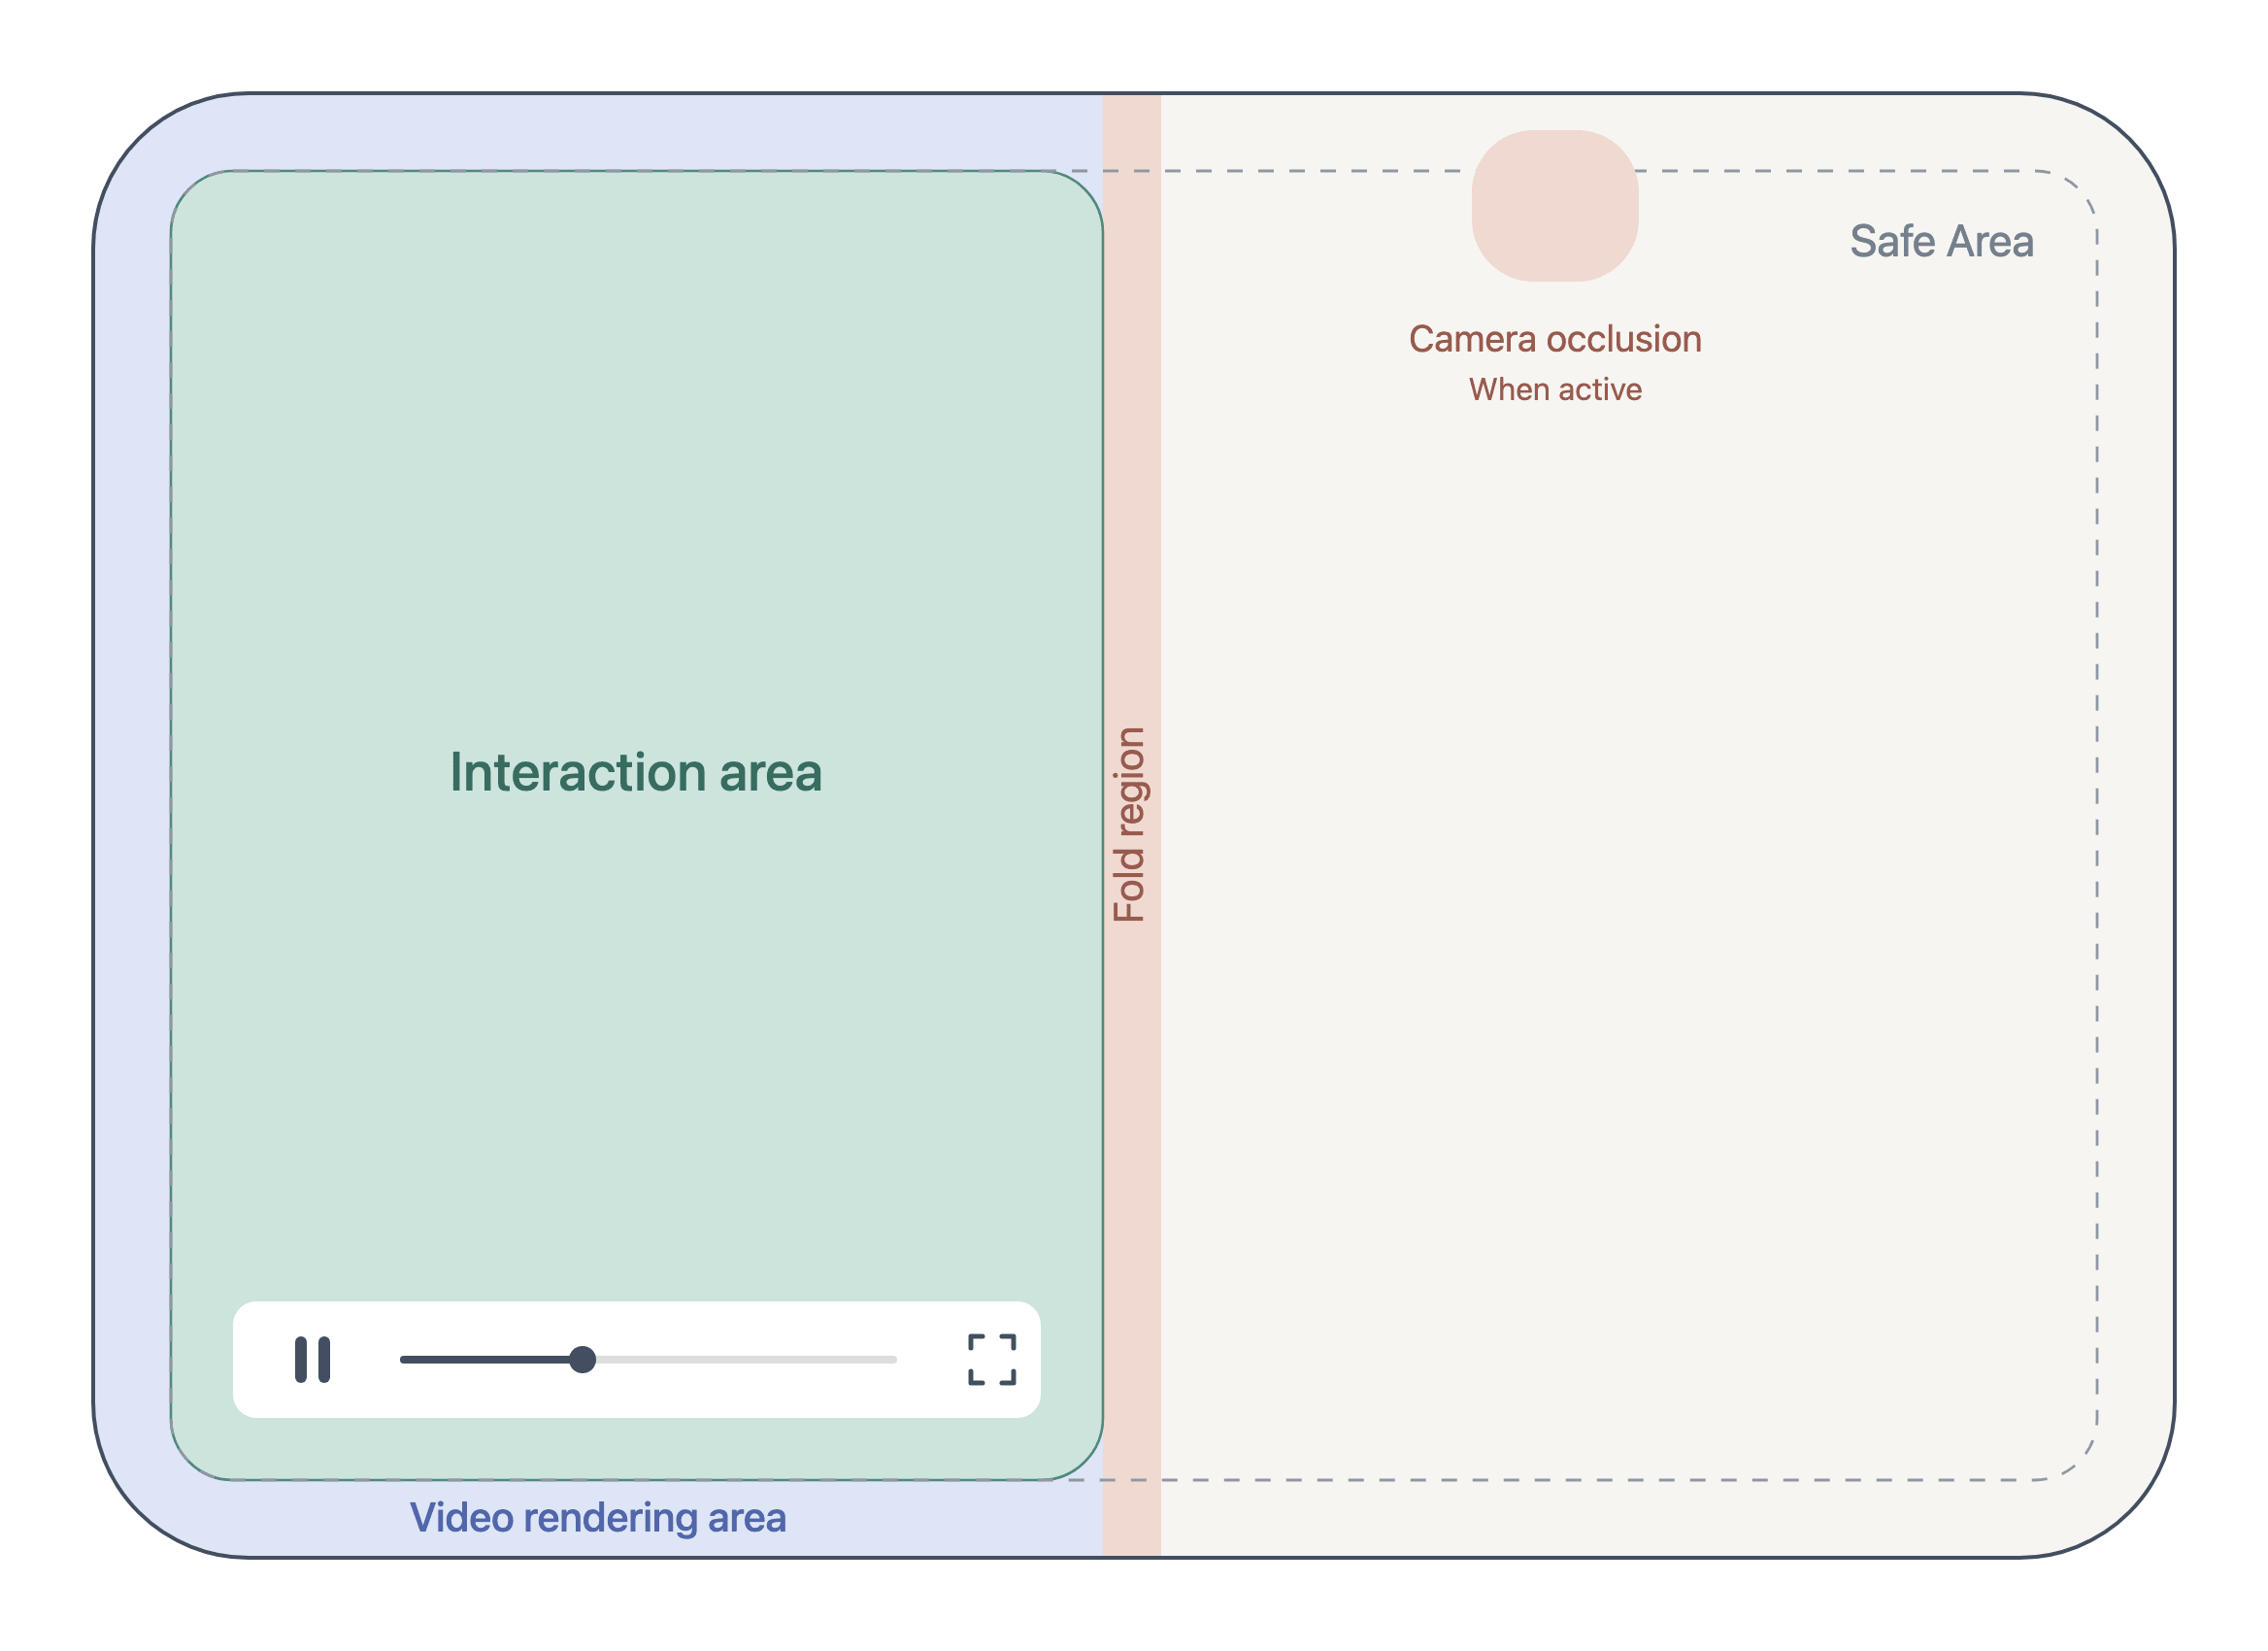 Safe Area
Camera occlusion
When active
Interaction area
Fold region
Video rendering area